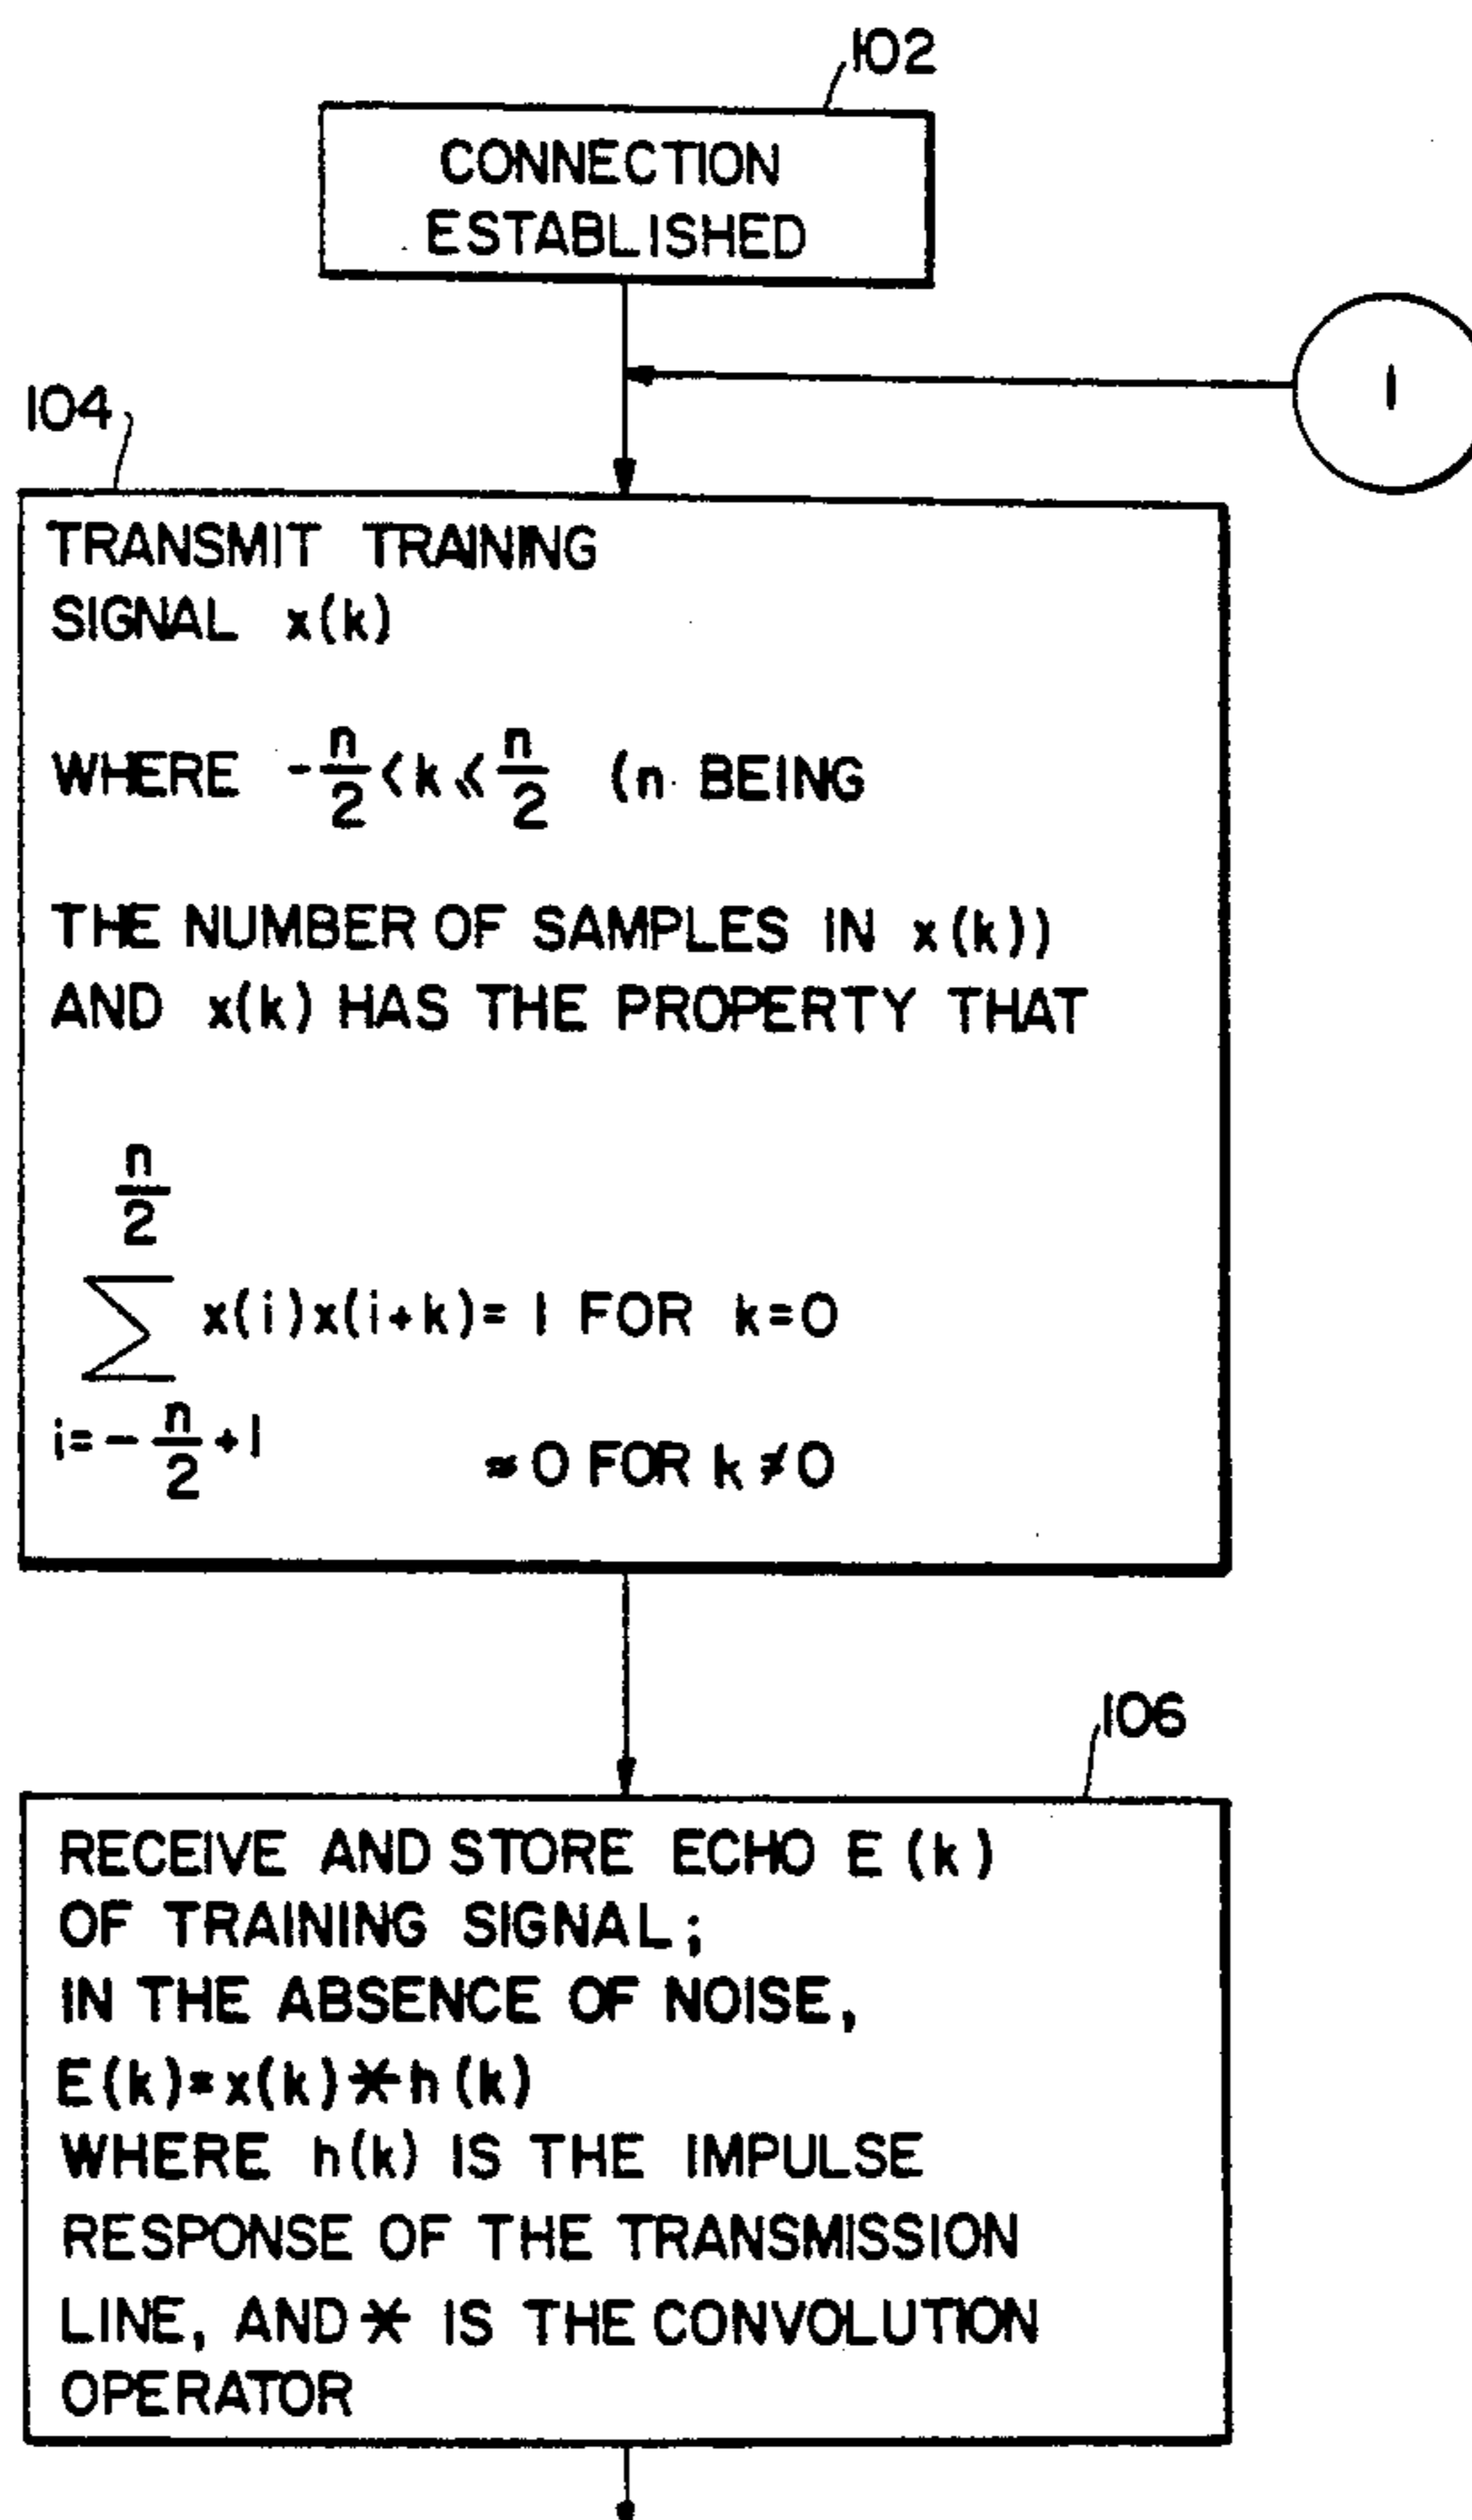 102
CONNECTION
ESTABLISHED
1
104
TRANSMIT TRAINING
SIGNAL x(k)
WHERE -n/2 < k ≤ n/2 (n BEING
THE NUMBER OF SAMPLES IN x(k))
AND x(k) HAS THE PROPERTY THAT
n/2
∑ x(i)x(i+k)= 1 FOR k=0
i=-n/2+1 ≈0 FOR k≠0
106
RECEIVE AND STORE ECHO E(k)
OF TRAINING SIGNAL;
IN THE ABSENCE OF NOISE,
E(k)=x(k)*h(k)
WHERE h(k) IS THE IMPULSE
RESPONSE OF THE TRANSMISSION
LINE, AND * IS THE CONVOLUTION
OPERATOR